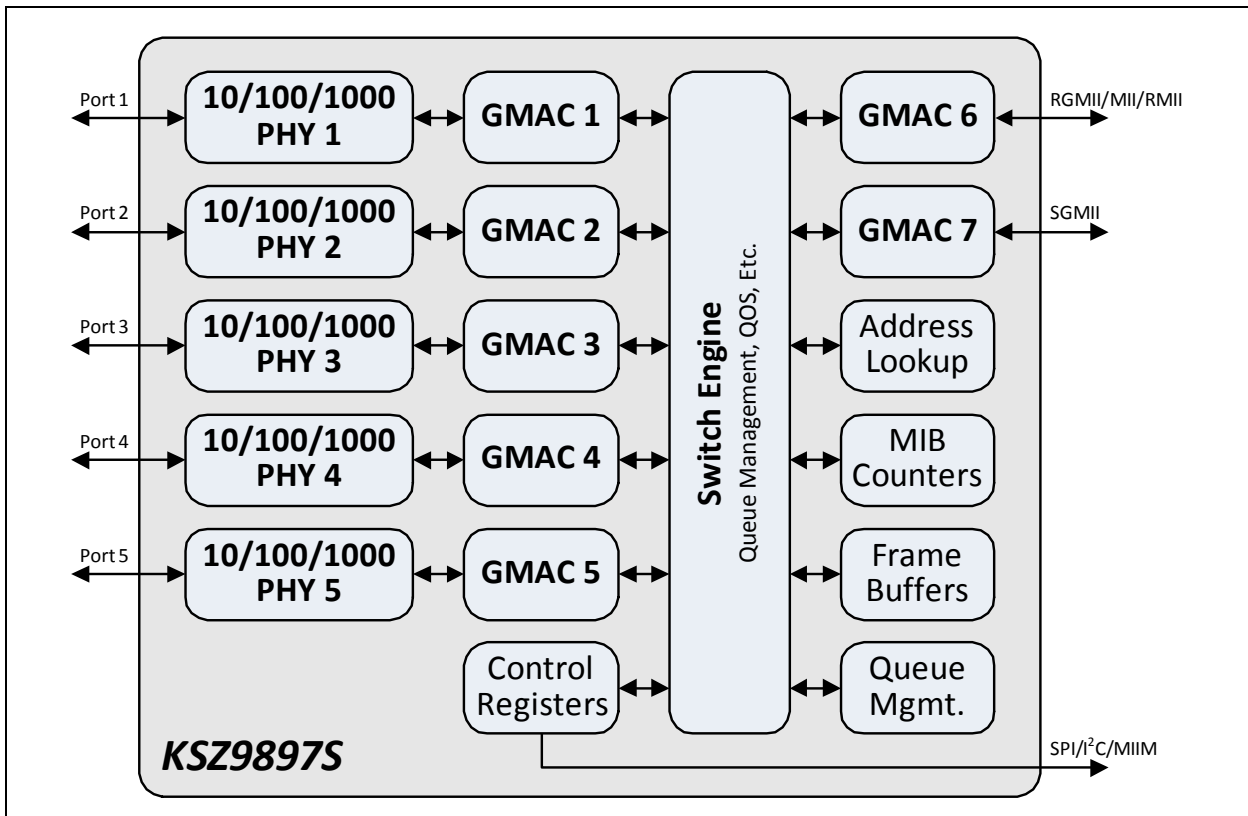 Port 1
10/100/1000
PHY 1
GMAC 1
GMAC 6
RGMII/MII/RMII
Port 2
10/100/1000
PHY 2
GMAC 2
GMAC 7
SGMII
Port 3
10/100/1000
PHY 3
GMAC 3
Switch Engine
Queue Management, QOS, Etc.
Address
Lookup
Port 4
10/100/1000
PHY 4
GMAC 4
MIB
Counters
Port 5
10/100/1000
PHY 5
GMAC 5
Frame
Buffers
Control
Registers
Queue
Mgmt.
KSZ9897S
SPI/I²C/MIIM